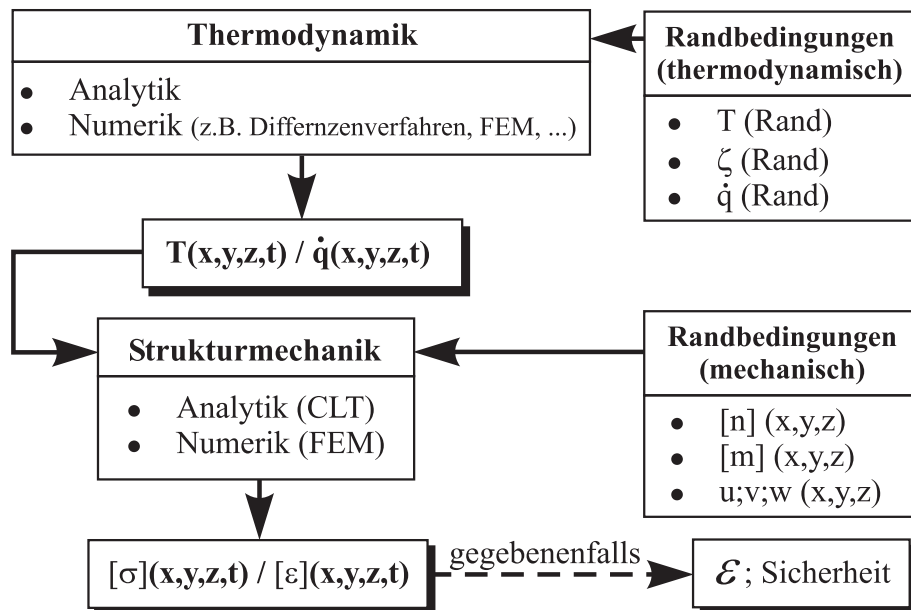 Thermodynamik
• Analytik
• Numerik (z.B. Differnzenverfahren, FEM, ...)
Randbedingungen
(thermodynamisch)
• T (Rand)
• ζ (Rand)
• q̇ (Rand)
T(x,y,z,t) / q̇(x,y,z,t)
Strukturmechanik
• Analytik (CLT)
• Numerik (FEM)
Randbedingungen
(mechanisch)
• [n] (x,y,z)
• [m] (x,y,z)
• u;v;w (x,y,z)
[σ](x,y,z,t) / [ε](x,y,z,t)
gegebenenfalls
ℰ ; Sicherheit